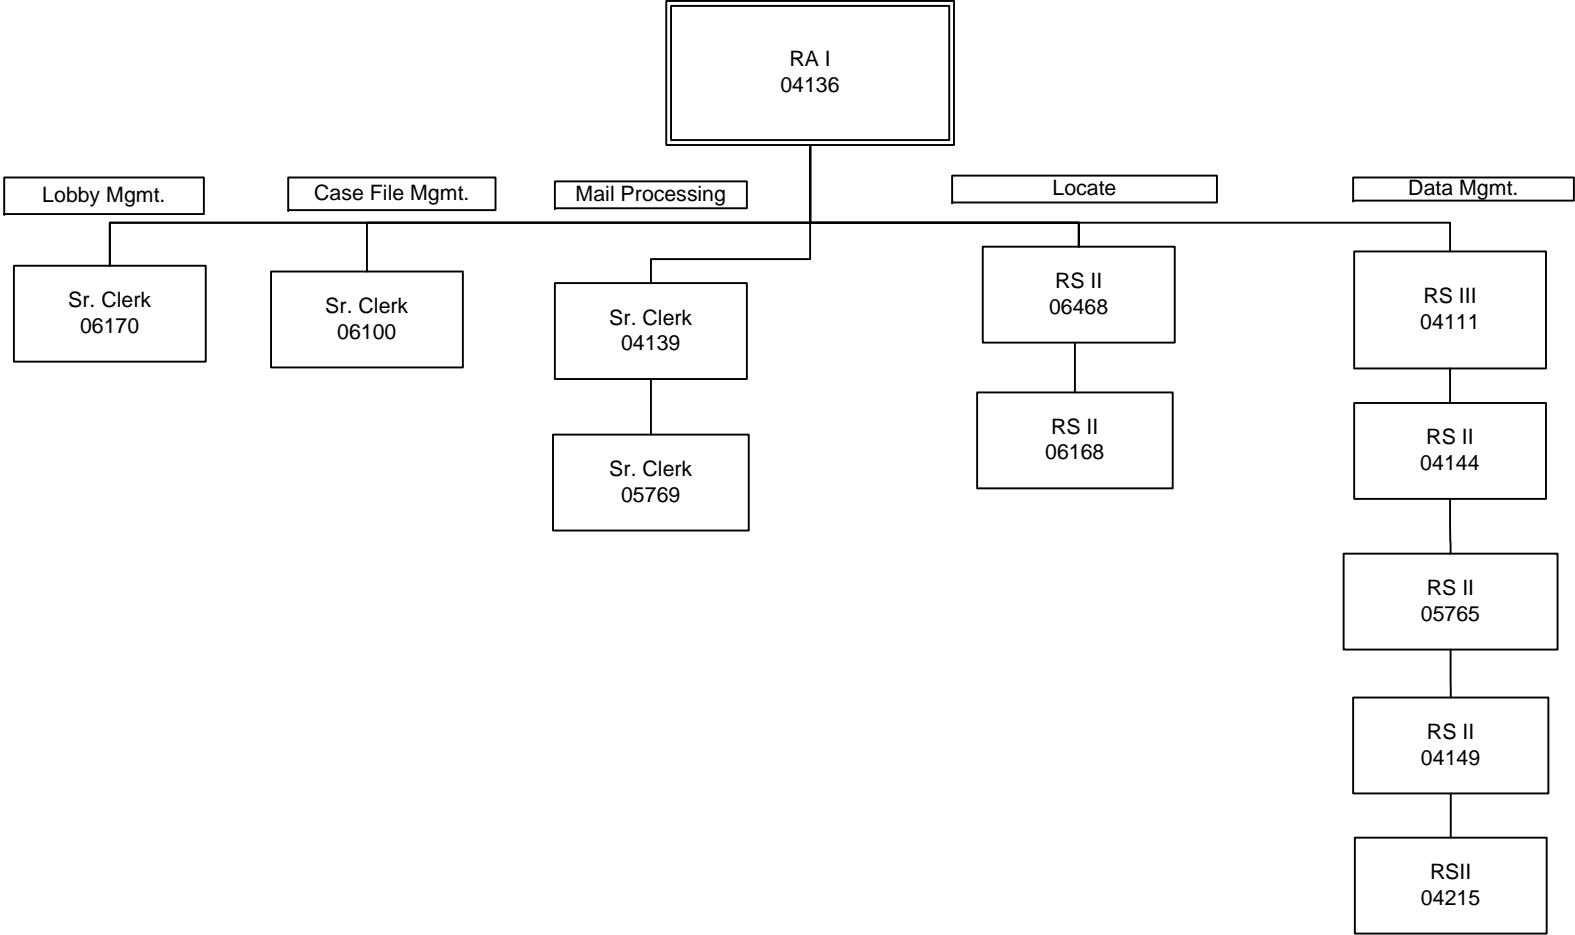 RA I
04136
Lobby Mgmt.
Case File Mgmt.
Mail Processing
Locate
Data Mgmt.
Sr. Clerk
06170
Sr. Clerk
06100
Sr. Clerk
04139
Sr. Clerk
05769
RS II
06468
RS II
06168
RS III
04111
RS II
04144
RS II
05765
RS II
04149
RSII
04215